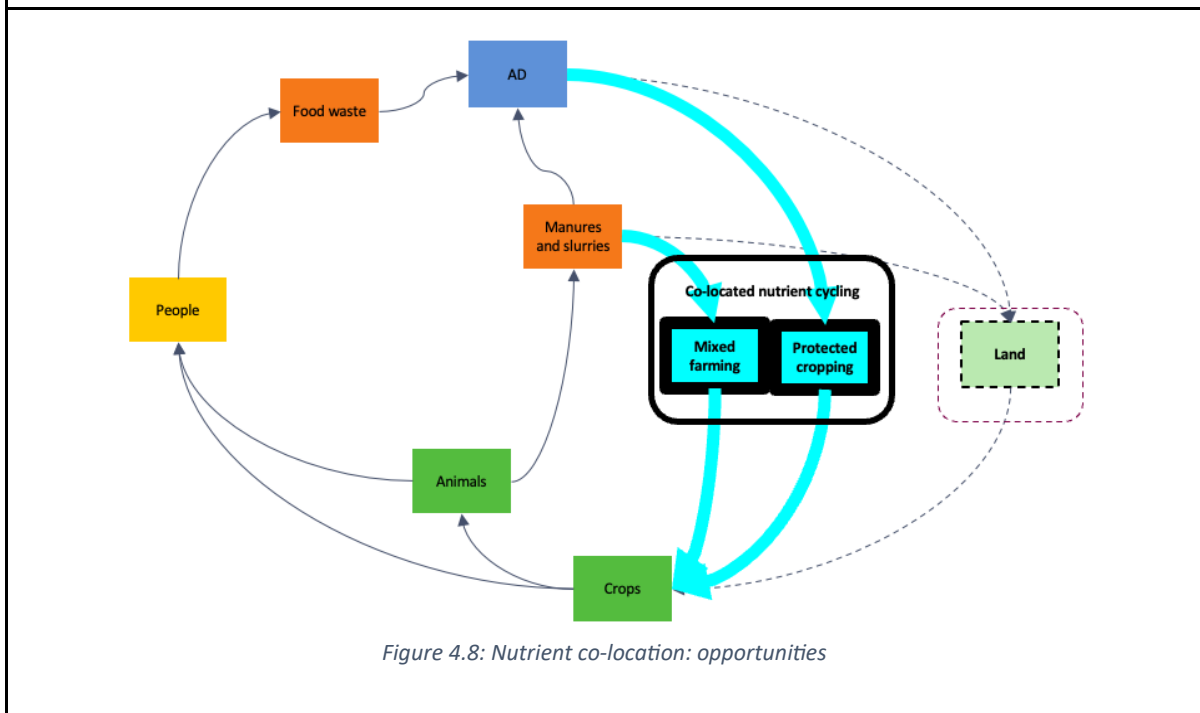 AD
Food waste
Manures
and slurries
People
Co-located nutrient cycling
Mixed
farming
Protected
cropping
Land
Animals
Crops
Figure 4.8: Nutrient co-location: opportunities